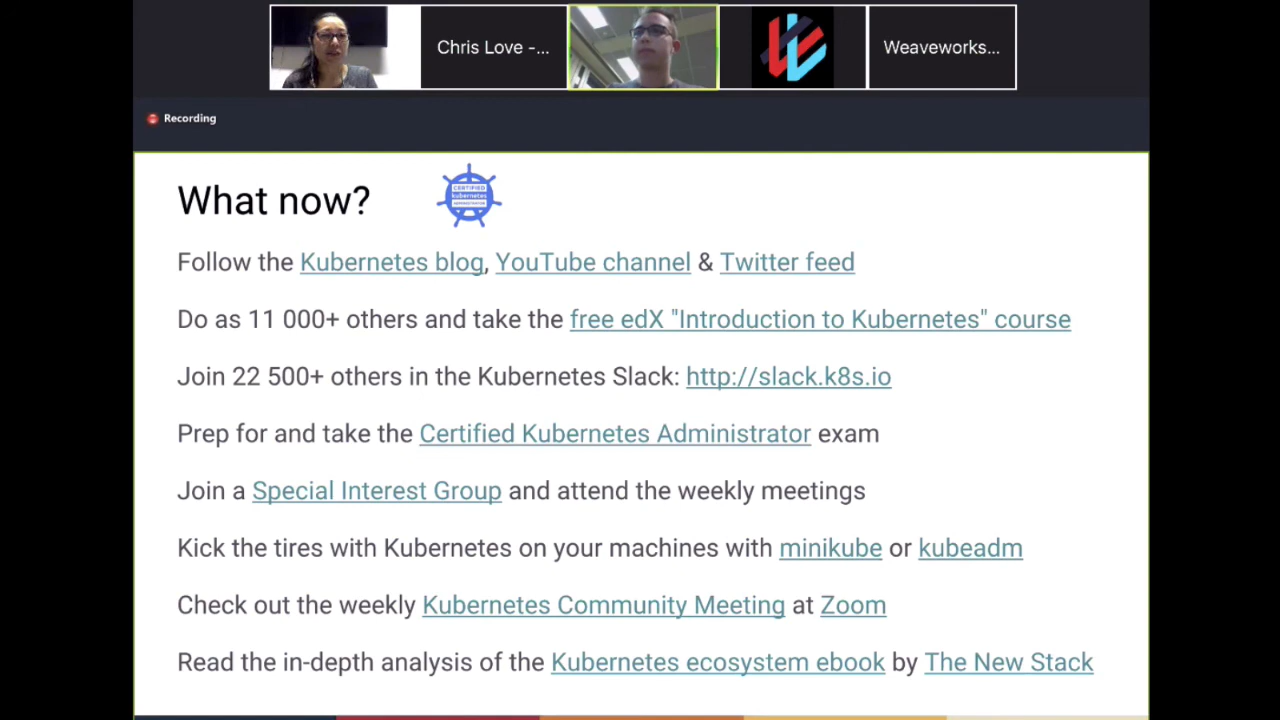 Chris Love -...
Weaveworks...
Recording
What now?
CERTIFIED
kubernetes
ADMINISTRATOR
Follow the Kubernetes blog, YouTube channel & Twitter feed
Do as 11 000+ others and take the free edX "Introduction to Kubernetes" course
Join 22 500+ others in the Kubernetes Slack: http://slack.k8s.io
Prep for and take the Certified Kubernetes Administrator exam
Join a Special Interest Group and attend the weekly meetings
Kick the tires with Kubernetes on your machines with minikube or kubeadm
Check out the weekly Kubernetes Community Meeting at Zoom
Read the in-depth analysis of the Kubernetes ecosystem ebook by The New Stack